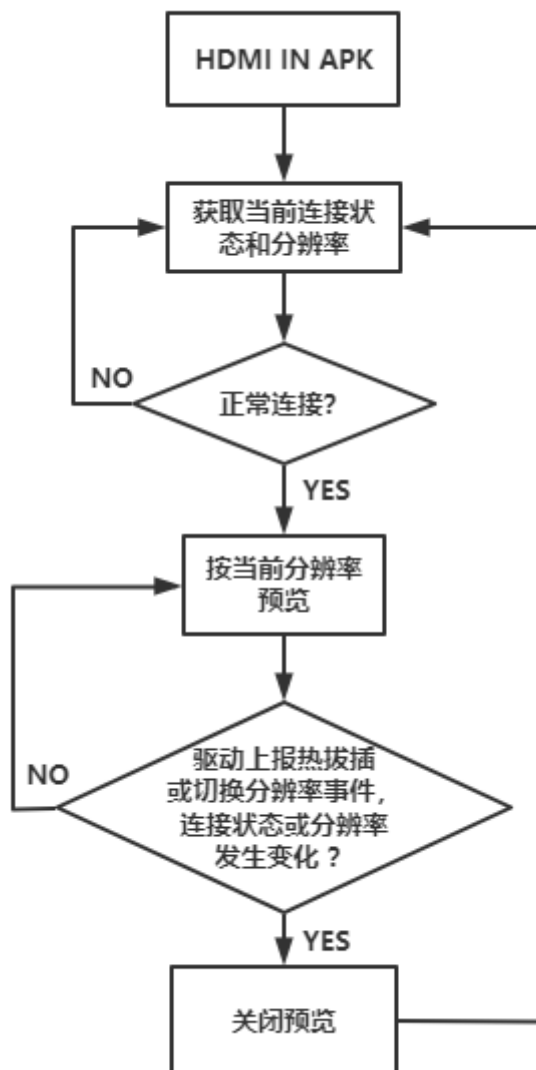 HDMI IN APK
获取当前连接状
态和分辨率
NO
正常连接?
YES
按当前分辨率
预览
NO
驱动上报热拔插
或切换分辨率事件，
连接状态或分辨率
发生变化？
YES
关闭预览